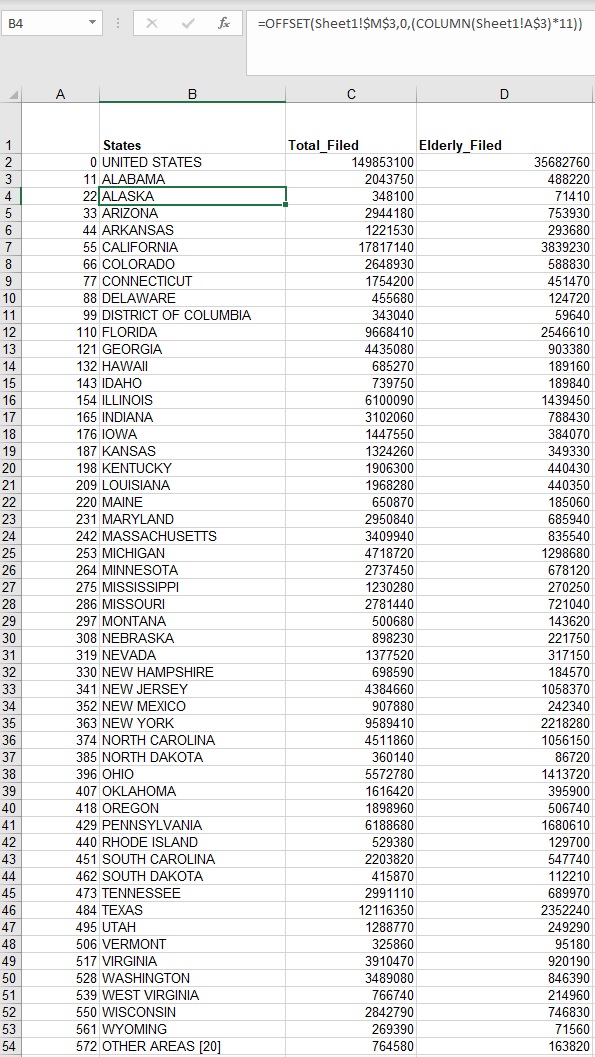 B4 fx =OFFSET(Sheet1!$M$3,0,(COLUMN(Sheet1!A$3)*11))
A B C D
1 States Total_Filed Elderly_Filed
2 0 UNITED STATES 149853100 35682760
3 11 ALABAMA 2043750 488220
4 22 ALASKA 348100 71410
5 33 ARIZONA 2944180 753930
6 44 ARKANSAS 1221530 293680
7 55 CALIFORNIA 17817140 3839230
8 66 COLORADO 2648930 588830
9 77 CONNECTICUT 1754200 451470
10 88 DELAWARE 455680 124720
11 99 DISTRICT OF COLUMBIA 343040 59640
12 110 FLORIDA 9668410 2546610
13 121 GEORGIA 4435080 903380
14 132 HAWAII 685270 189160
15 143 IDAHO 739750 189840
16 154 ILLINOIS 6100090 1439450
17 165 INDIANA 3102060 788430
18 176 IOWA 1447550 384070
19 187 KANSAS 1324260 349330
20 198 KENTUCKY 1906300 440430
21 209 LOUISIANA 1968280 440350
22 220 MAINE 650870 185060
23 231 MARYLAND 2950840 685940
24 242 MASSACHUSETTS 3409940 835540
25 253 MICHIGAN 4718720 1298680
26 264 MINNESOTA 2737450 678120
27 275 MISSISSIPPI 1230280 270250
28 286 MISSOURI 2781440 721040
29 297 MONTANA 500680 143620
30 308 NEBRASKA 898230 221750
31 319 NEVADA 1377520 317150
32 330 NEW HAMPSHIRE 698590 184570
33 341 NEW JERSEY 4384660 1058370
34 352 NEW MEXICO 907880 242340
35 363 NEW YORK 9589410 2218280
36 374 NORTH CAROLINA 4511860 1056150
37 385 NORTH DAKOTA 360140 86720
38 396 OHIO 5572780 1413720
39 407 OKLAHOMA 1616420 395900
40 418 OREGON 1898960 506740
41 429 PENNSYLVANIA 6188680 1680610
42 440 RHODE ISLAND 529380 129700
43 451 SOUTH CAROLINA 2203820 547740
44 462 SOUTH DAKOTA 415870 112210
45 473 TENNESSEE 2991110 689970
46 484 TEXAS 12116350 2352240
47 495 UTAH 1288770 249290
48 506 VERMONT 325860 95180
49 517 VIRGINIA 3910470 920190
50 528 WASHINGTON 3489080 846390
51 539 WEST VIRGINIA 766740 214960
52 550 WISCONSIN 2842790 746830
53 561 WYOMING 269390 71560
54 572 OTHER AREAS [20] 764580 163820